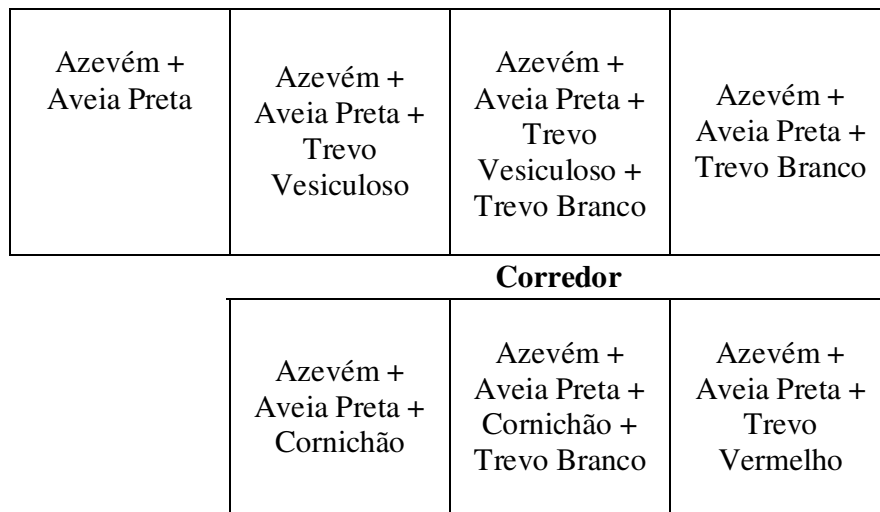 Azevém +
Aveia Preta
Azevém +
Aveia Preta +
Trevo
Vesiculoso
Azevém +
Aveia Preta +
Trevo
Vesiculoso +
Trevo Branco
Azevém +
Aveia Preta +
Trevo Branco
Corredor
Azevém +
Aveia Preta +
Cornichão
Azevém +
Aveia Preta +
Cornichão +
Trevo Branco
Azevém +
Aveia Preta +
Trevo
Vermelho